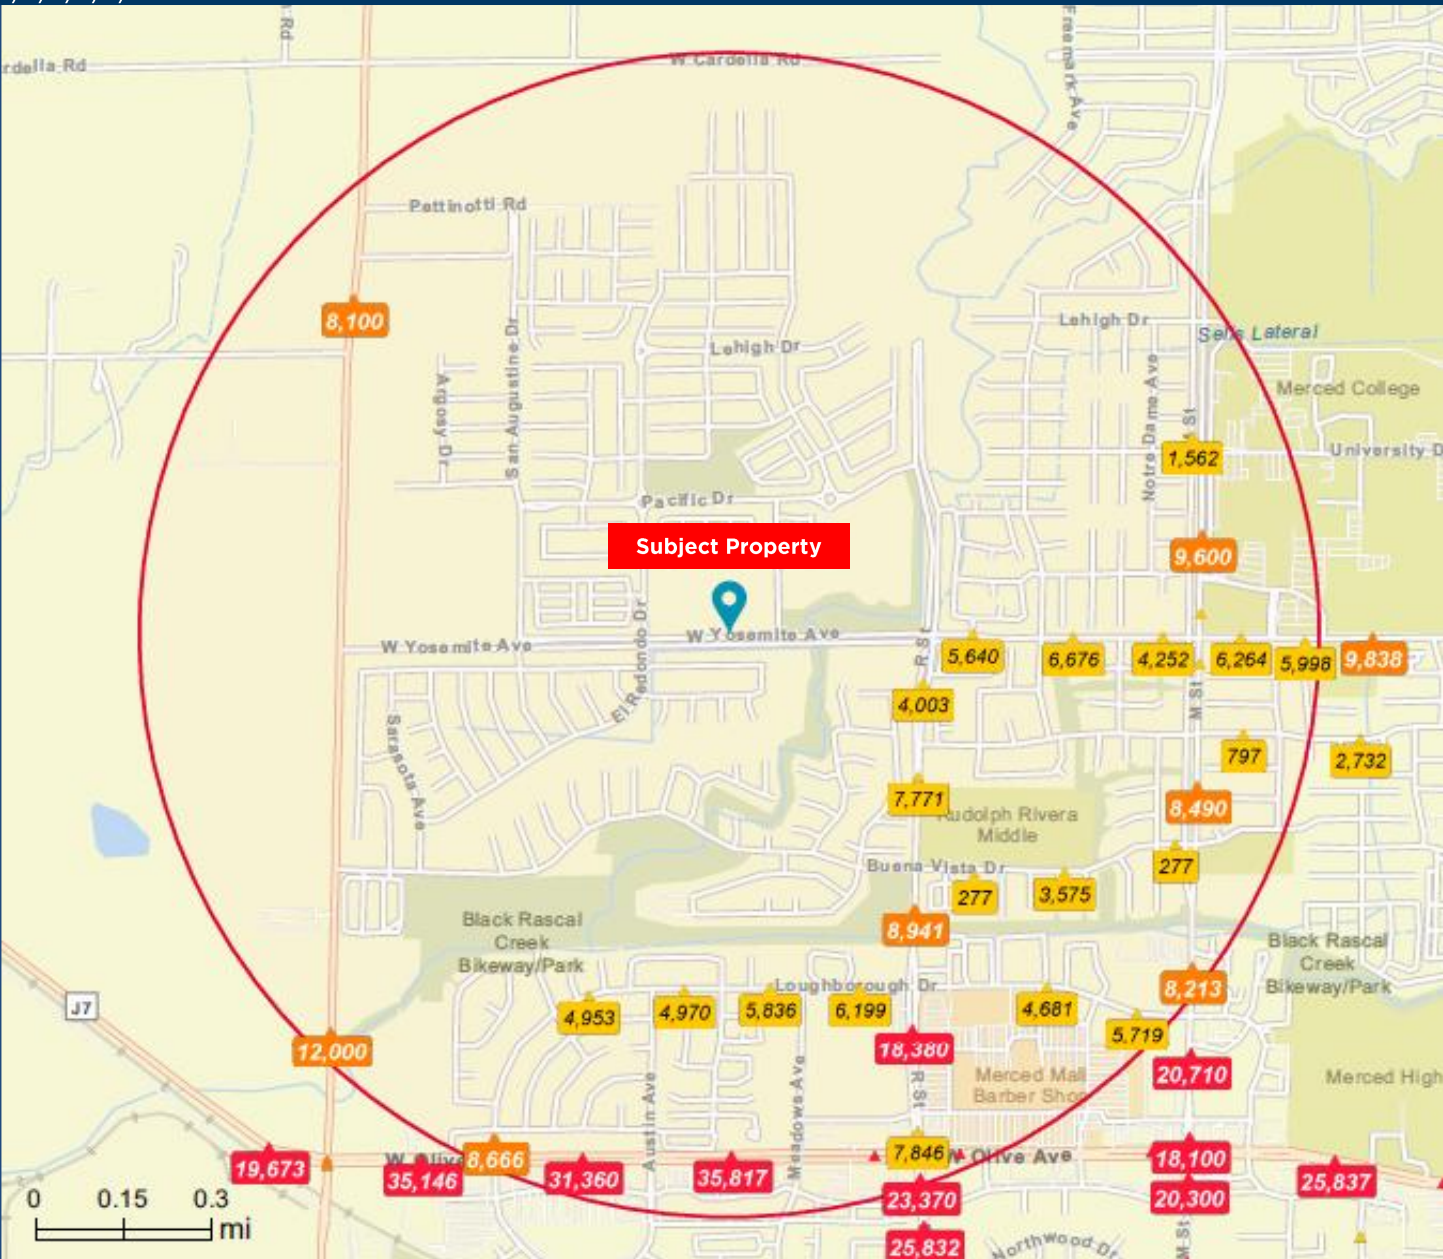 Rd
Freemark Ave
rdella Rd
W Cardella Rd
Pettinotti Rd
8,100
Lehigh Dr
Sells Lateral
San Augustine Dr
Lehigh Dr
Argosy Dr
Notre Dame Ave
M St
Merced College
1,562
University D
Pacific Dr
Subject Property
9,600
W Yosemite Ave
El Redondo Dr
W Yosemite Ave
R St
5,640
6,676
4,252
6,264
5,998
9,838
4,003
M St
Sarasota Ave
797
2,732
7,771
8,490
Rudolph Rivera
Middle
Buena Vista Dr
277
277
3,575
Black Rascal
Creek
Bikeway/Park
8,941
Black Rascal
Creek
Bikeway/Park
J7
Loughborough Dr
8,213
4,953
4,970
5,836
6,199
4,681
5,719
12,000
18,380
20,710
Austin Ave
Meadows Ave
R St
Merced Mall
Barber Shop
Merced High
19,673
W Olive
35,146
8,666
31,360
35,817
7,846
W Olive Ave
18,100
25,837
23,370
20,300
25,832
Northwood Dr
M St
0
0.15
0.3
mi